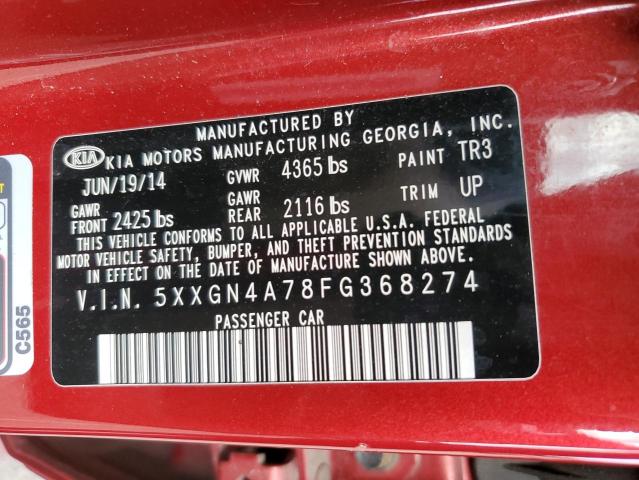 MANUFACTURED BY
KIA KIA MOTORS MANUFACTURING GEORGIA, INC.
JUN/19/14 GVWR 4365 lbs PAINT TR3
GAWR FRONT 2425 lbs GAWR REAR 2116 lbs TRIM UP
THIS VEHICLE CONFORMS TO ALL APPLICABLE U.S.A. FEDERAL
MOTOR VEHICLE SAFETY, BUMPER, AND THEFT PREVENTION STANDARDS
IN EFFECT ON THE DATE OF MANUFACTURE SHOWN ABOVE.
V.I.N. 5XXGN4A78FG368274
PASSENGER CAR
C565